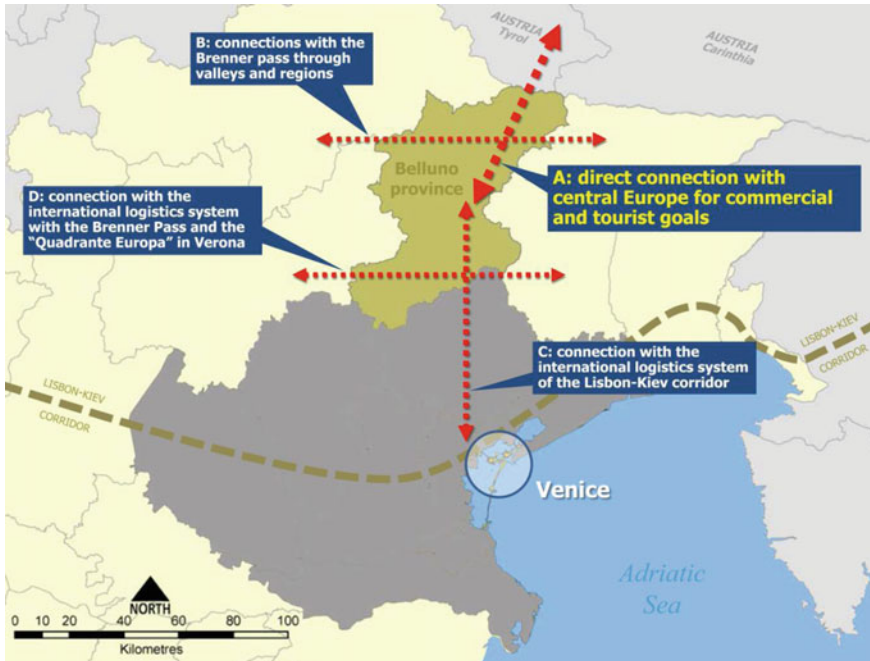 AUSTRIA
Tyrol
AUSTRIA
Carinthia
B: connections with the
Brenner pass through
valleys and regions
Belluno
province
A: direct connection with
central Europe for commercial
and tourist goals
D: connection with the
international logistics system
with the Brenner Pass and the
“Quadrante Europa” in Verona
LISBON-KIEV
CORRIDOR
C: connection with the
international logistics system
of the Lisbon-Kiev corridor
LISBON-KIEV
CORRIDOR
Venice
Adriatic
Sea
NORTH
0 10 20 40 60 80 100
Kilometres